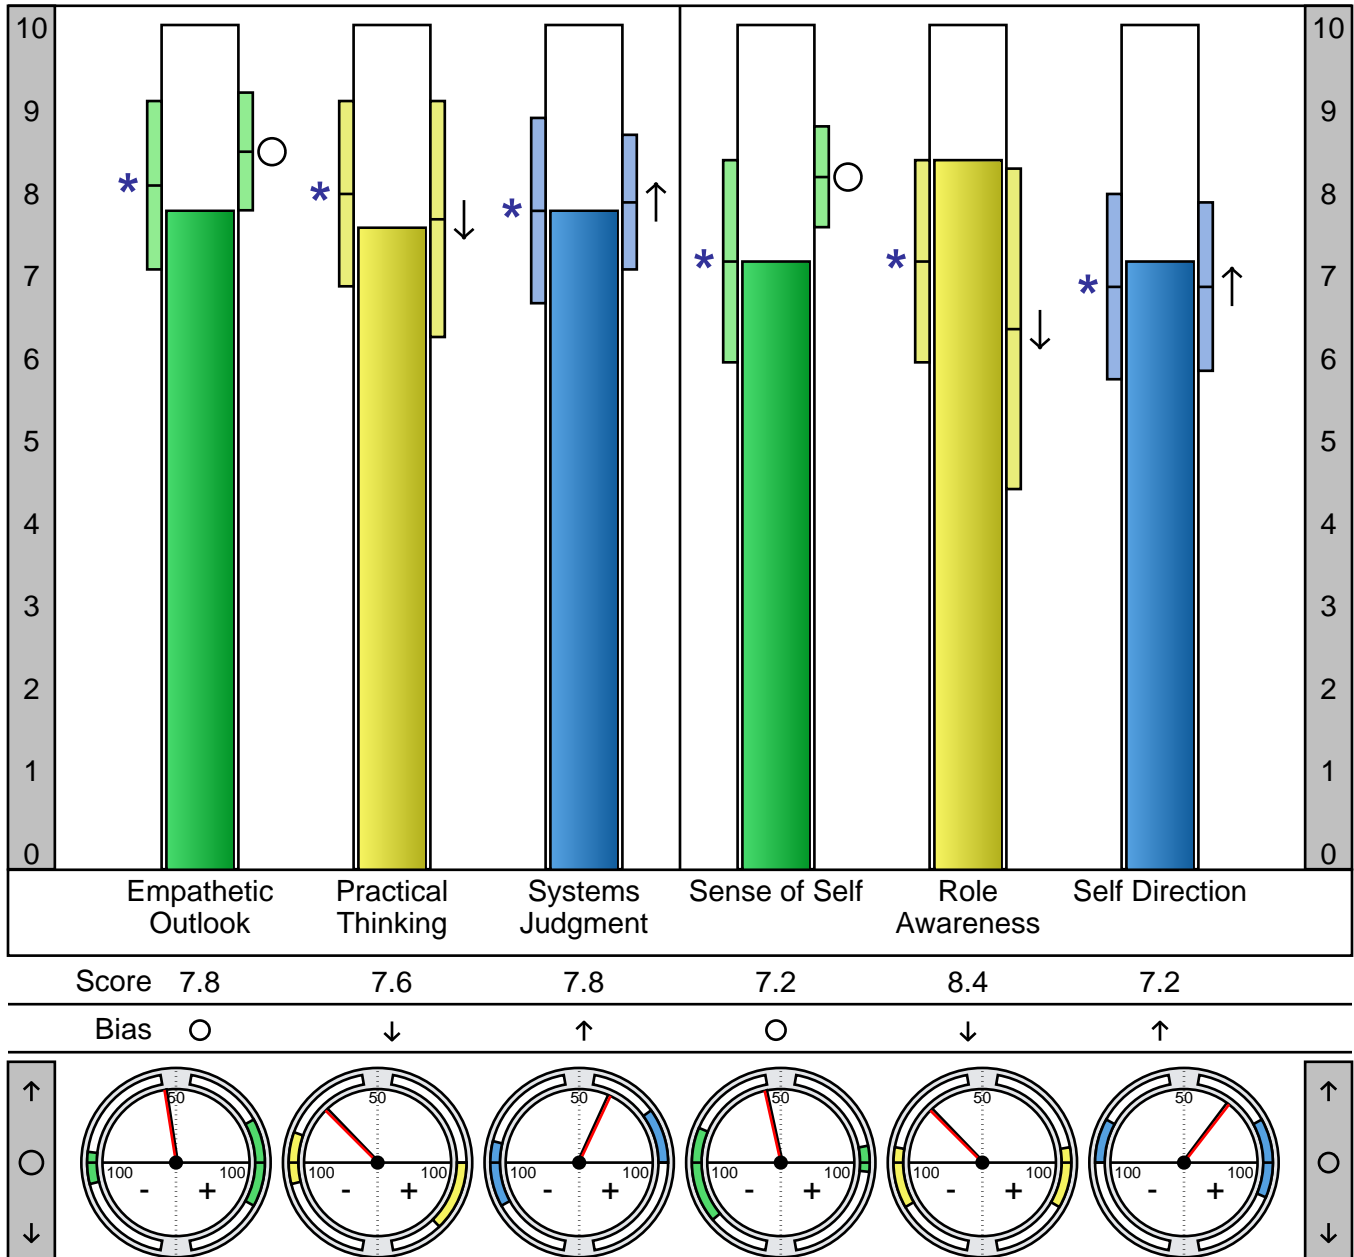 10 10
9 9
8 8
7 7
6 6
5 5
4 4
3 3
2 2
1 1
0 0
* * * * * *
○ ↓ ↑ ○ ↓ ↑
Empathetic Outlook
Practical Thinking
Systems Judgment
Sense of Self
Role Awareness
Self Direction
Score 7.8 7.6 7.8 7.2 8.4 7.2
Bias ○ ↓ ↑ ○ ↓ ↑
↑ ↑
50 50 50 50 50 50
○ ○
100 100 100 100 100 100 100 100 100 100 100 100
- + - + - + - + - + - +
↓ ↓